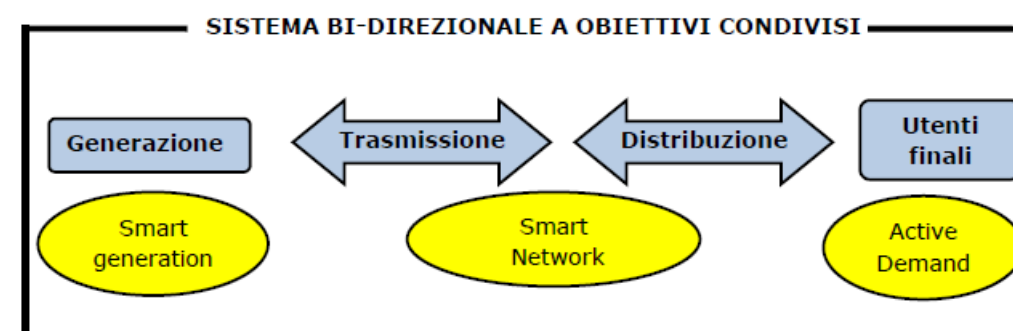 SISTEMA BI-DIREZIONALE A OBIETTIVI CONDIVISI
Generazione
Trasmissione
Distribuzione
Utenti
finali
Smart
generation
Smart
Network
Active
Demand